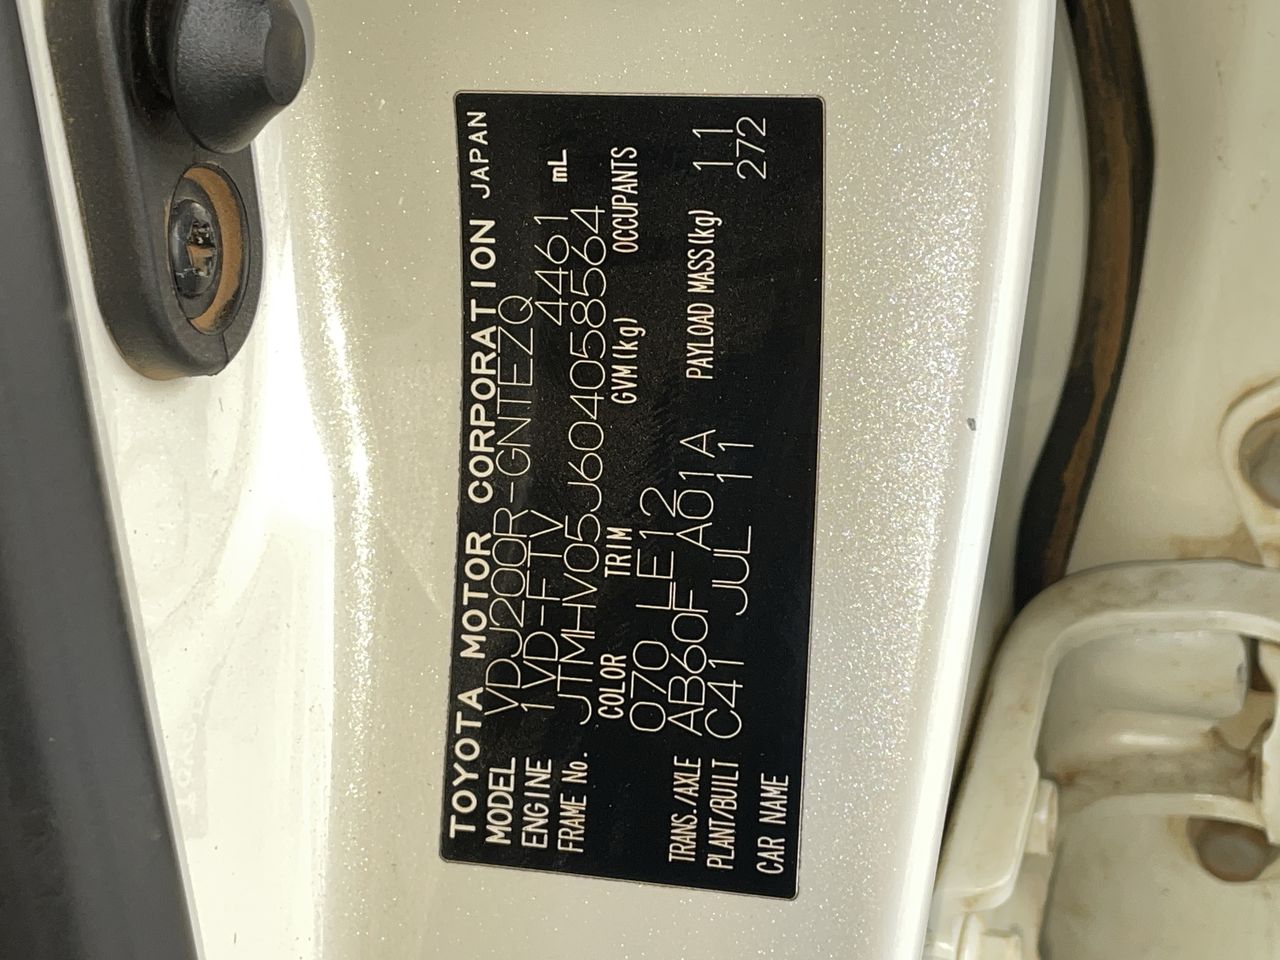 TOYOTA MOTOR CORPORATION JAPAN
MODEL VDJ200R-GNTEZQ
ENGINE 1VD-FTV 4461 mL
FRAME No. JTMHV05J604058564
COLOR TRIM GVM(kg) OCCUPANTS
070 LE12
TRANS./AXLE AB60F A01A PAYLOAD MASS(kg) 11
PLANT/BUILT C41 JUL 11 272
CAR NAME